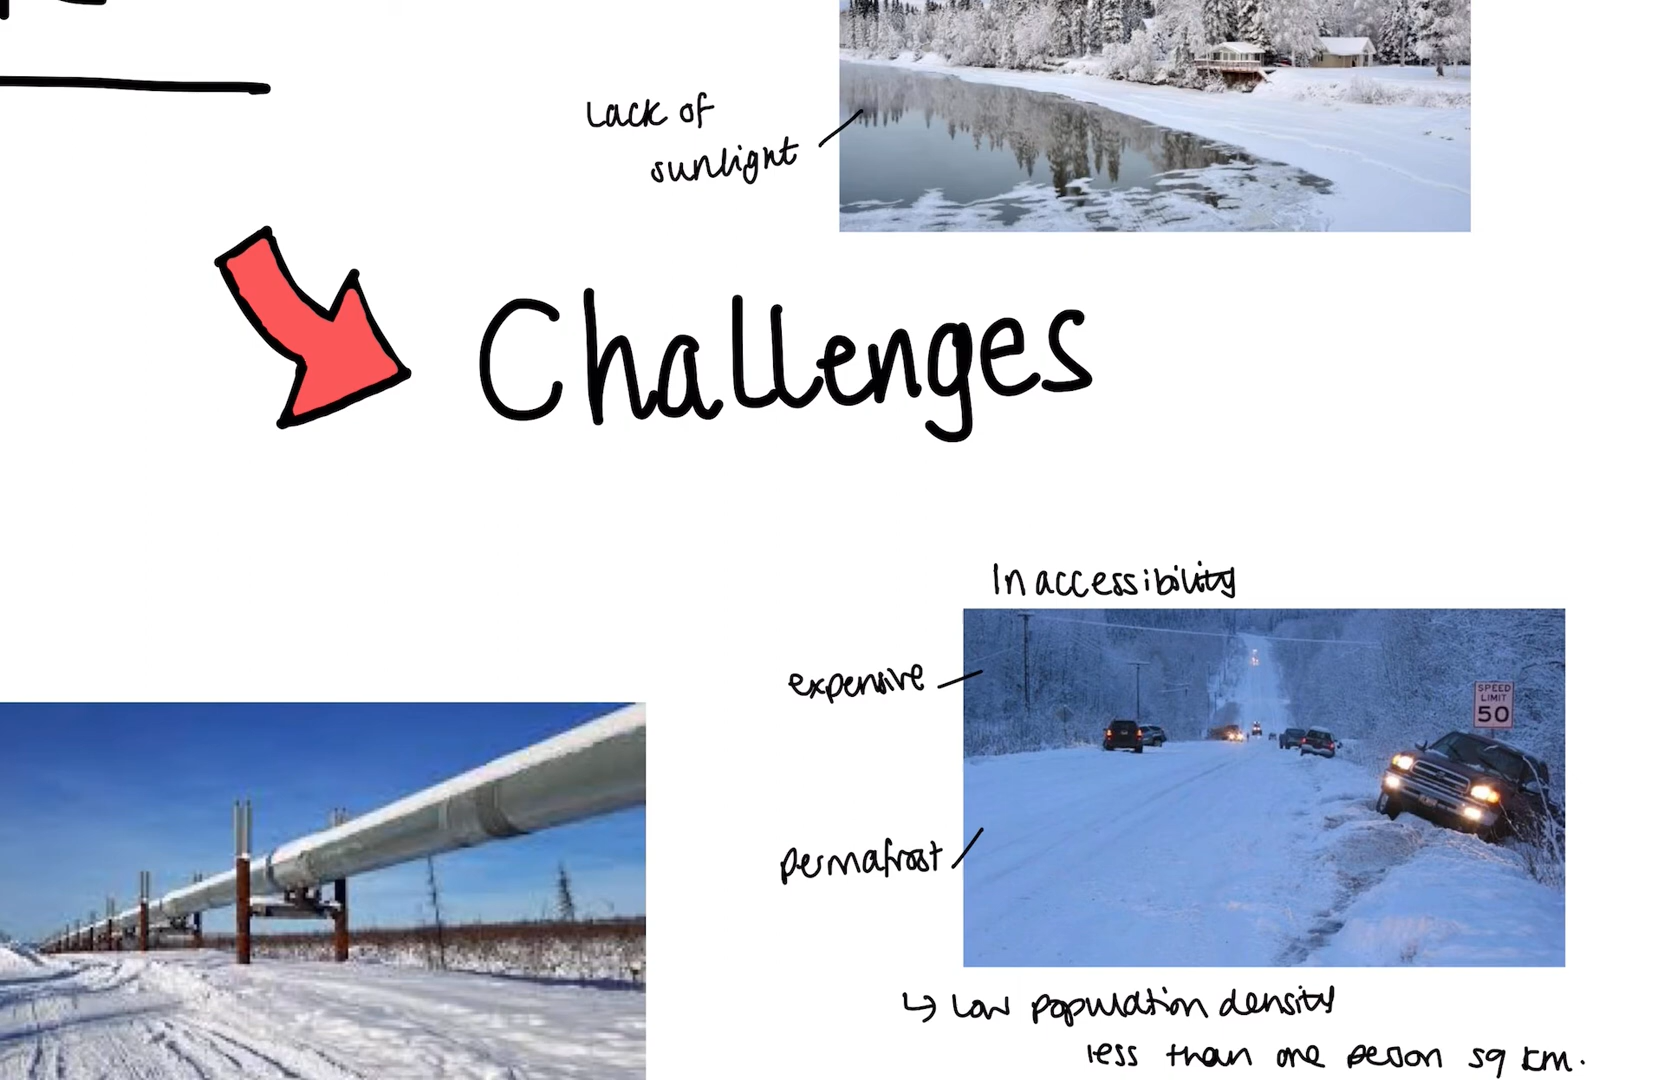 Lack of
sunlight
Challenges
Inaccessibility
expensive
SPEED
LIMIT
50
permafrost
↳ Low population density
less than one person sq km.